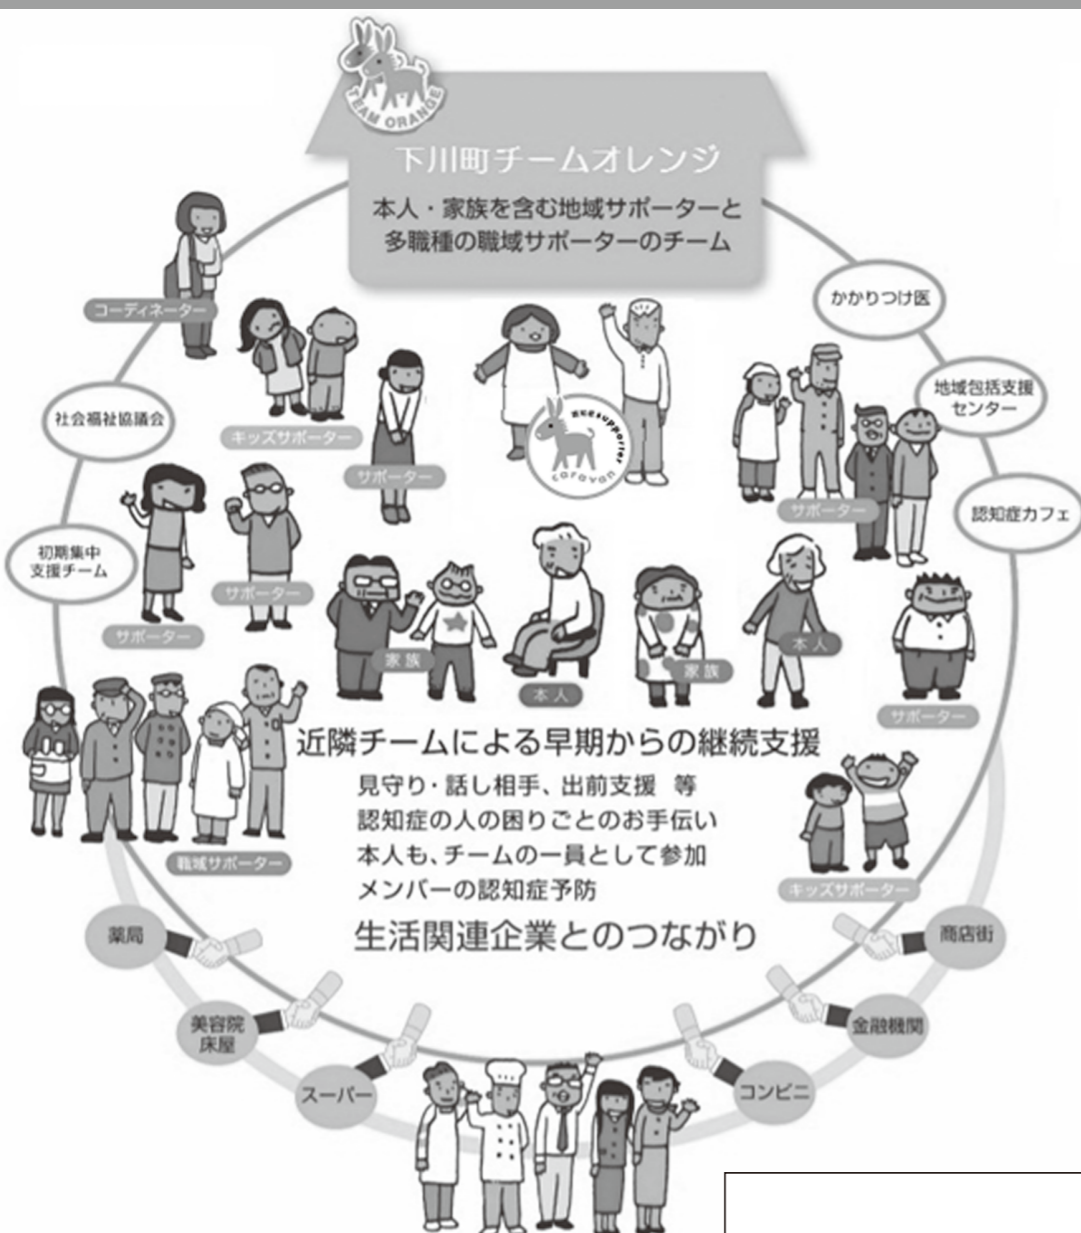 TEAM ORANGE
下川町チームオレンジ
本人・家族を含む地域サポーターと
多職種の職域サポーターのチーム
コーディネーター
かかりつけ医
地域包括支援
センター
社会福祉協議会
キッズサポーター
サポーター
supporter
caravan
サポーター
認知症カフェ
初期集中
支援チーム
サポーター
サポーター
家族
本人
家族
本人
サポーター
近隣チームによる早期からの継続支援
見守り・話し相手、出前支援 等
認知症の人の困りごとのお手伝い
本人も、チームの一員として参加
メンバーの認知症予防
職域サポーター
キッズサポーター
生活関連企業とのつながり
薬局
商店街
美容院
床屋
金融機関
スーパー
コンビニ